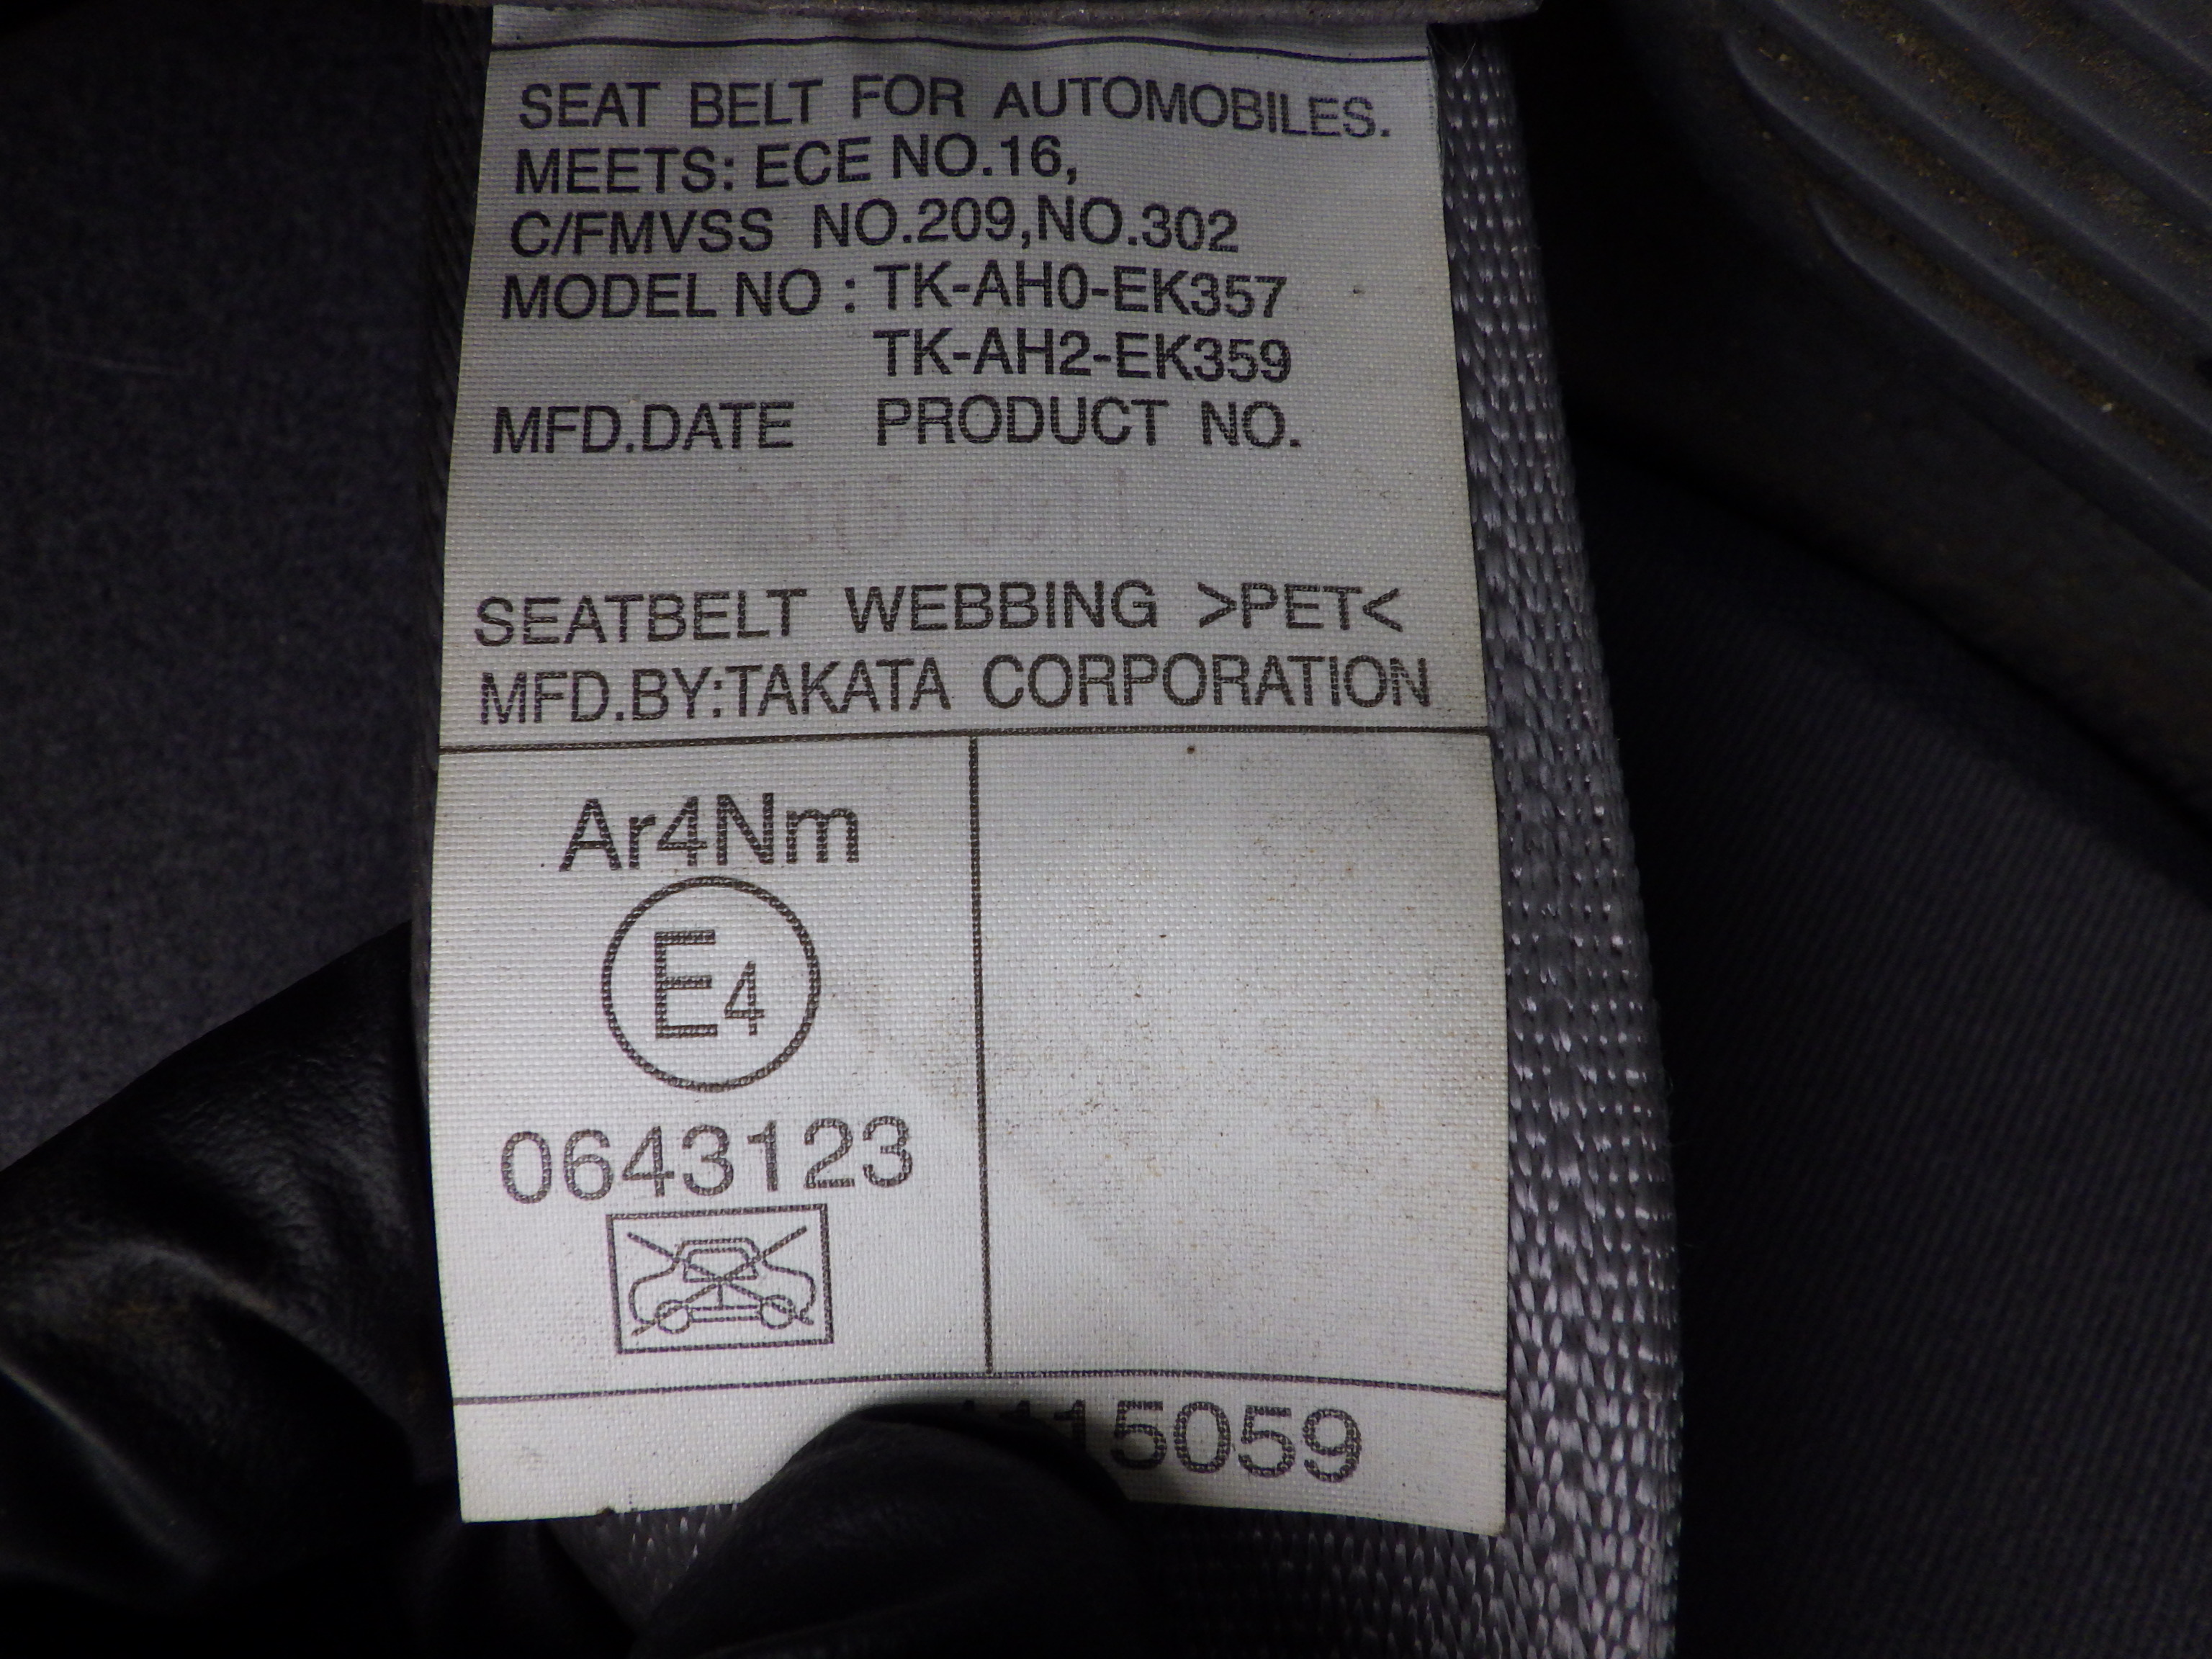 SEAT BELT FOR AUTOMOBILES.
MEETS: ECE NO.16,
C/FMVSS NO.209,NO.302
MODEL NO : TK-AH0-EK357
TK-AH2-EK359
MFD.DATE PRODUCT NO.
SEATBELT WEBBING >PET<
MFD.BY:TAKATA CORPORATION
Ar4Nm
E4
0643123